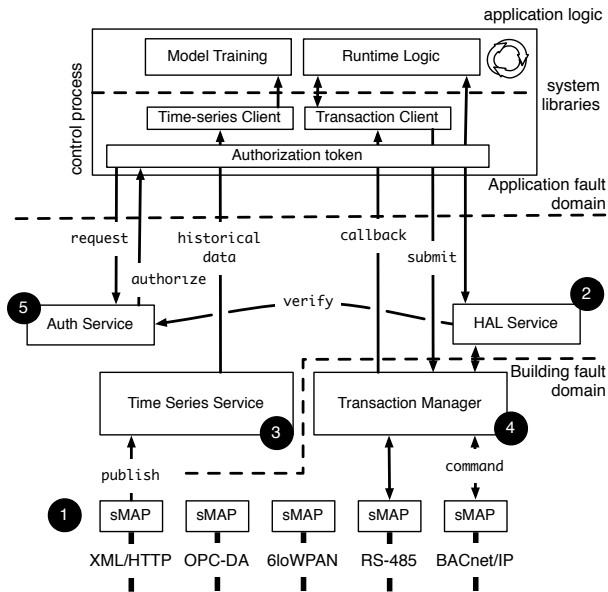 application logic
Model Training
Runtime Logic
system
libraries
control process
Time-series Client
Transaction Client
Authorization token
Application fault
domain
request
historical
data
callback
authorize
submit
5
Auth Service
verify
2
HAL Service
Building fault
domain
Time Series Service
3
Transaction Manager
4
publish
command
1
sMAP
sMAP
sMAP
sMAP
sMAP
XML/HTTP
OPC-DA
6loWPAN
RS-485
BACnet/IP